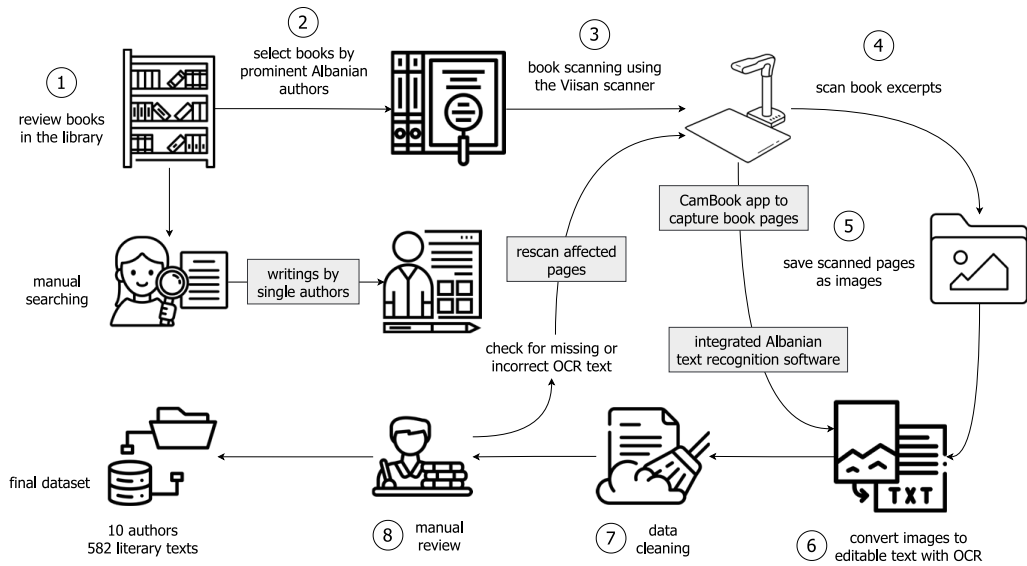 1
review books
in the library
2
select books by
prominent Albanian
authors
3
book scanning using
the Viisan scanner
4
scan book excerpts
CamBook app to
capture book pages
5
save scanned pages
as images
manual
searching
writings by
single authors
rescan affected
pages
check for missing or
incorrect OCR text
integrated Albanian
text recognition software
TXT
6
convert images to
editable text with OCR
7
data
cleaning
8
manual
review
final dataset
10 authors
582 literary texts